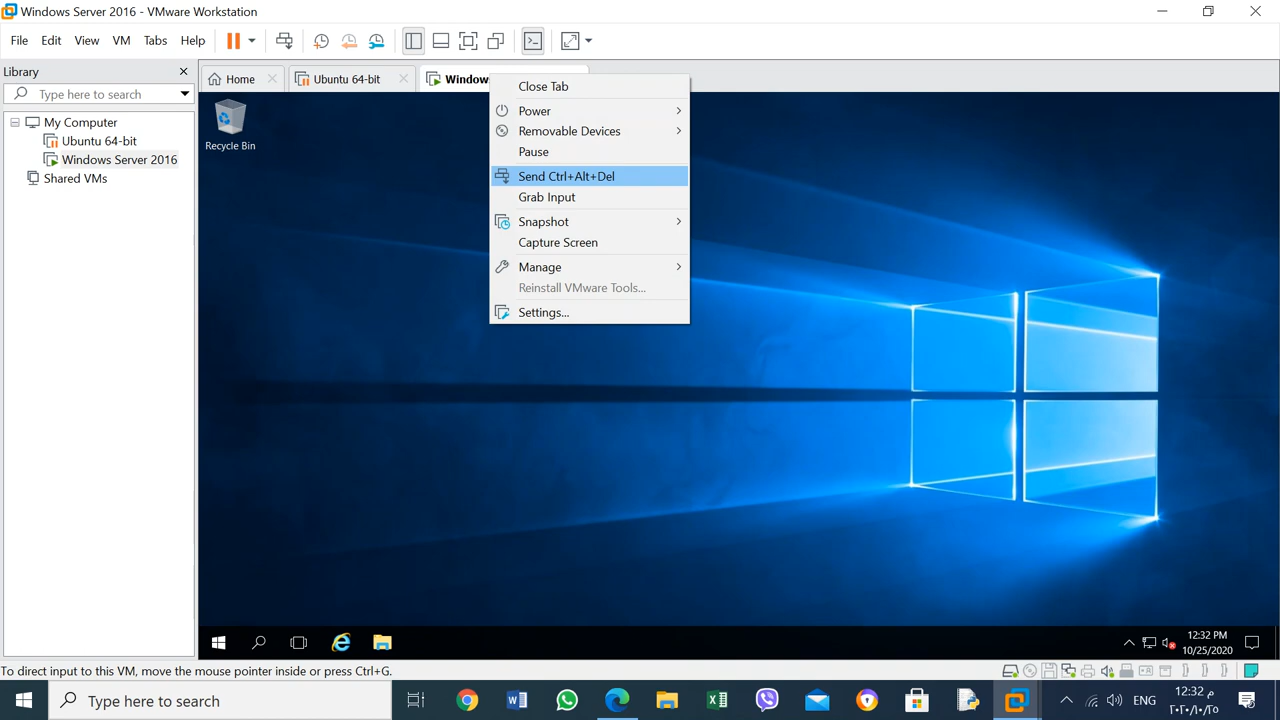 Windows Server 2016 - VMware Workstation
File Edit View VM Tabs Help
Library
Type here to search
My Computer
Ubuntu 64-bit
Windows Server 2016
Shared VMs
Home Ubuntu 64-bit Window
Recycle Bin
Close Tab
Power
Removable Devices
Pause
Send Ctrl+Alt+Del
Grab Input
Snapshot
Capture Screen
Manage
Reinstall VMware Tools...
Settings...
12:32 PM
10/25/2020
To direct input to this VM, move the mouse pointer inside or press Ctrl+G.
Type here to search
ENG
12:32 م
٢٠٢٠/١٠/٢٥